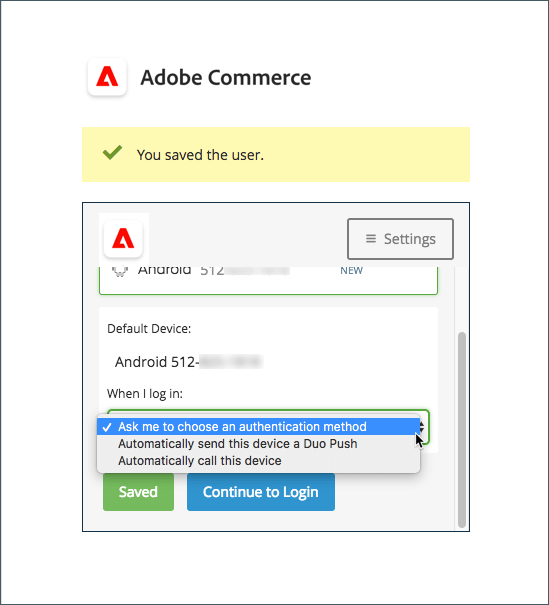 Adobe Commerce
You saved the user.
≡ Settings
Android 512 NEW
Default Device:
Android 512-
When I log in:
✓ Ask me to choose an authentication method
Automatically send this device a Duo Push
Automatically call this device
Saved Continue to Login